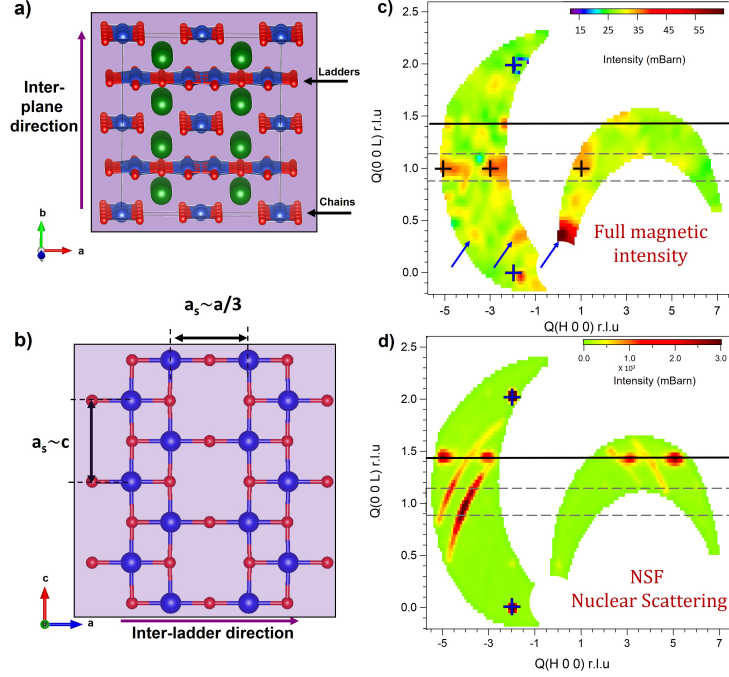 a)
Inter-
plane
direction
Ladders
Chains
b
a
c)
Q(0 0 L) r.l.u
2.5
2.0
1.5
1.0
0.5
0.0
15 25 35 45 55
Intensity (mBarn)
Full magnetic
intensity
-5 -3 -1 1 3 5 7
Q(H 0 0) r.l.u
b)
aₛ~a/3
aₛ~c
c
a
Inter-ladder direction
d)
Q(0 0 L) r.l.u
2.5
2.0
1.5
1.0
0.5
0.0
0.0 1.0 2.0 3.0
X 10³
Intensity (mBarn)
NSF
Nuclear Scattering
-5 -3 -1 1 3 5 7
Q(H 0 0) r.l.u